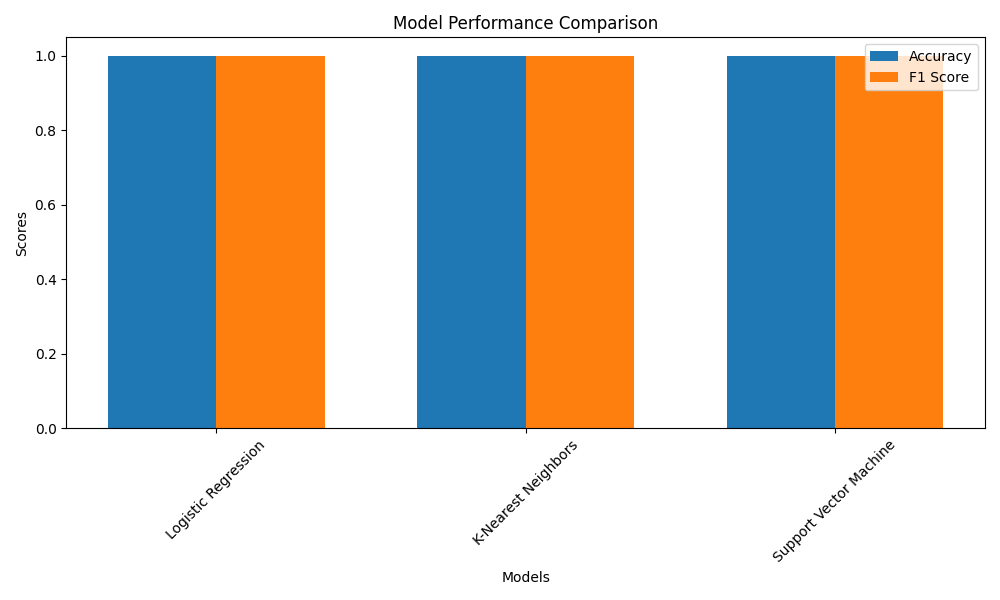 Model Performance Comparison
Accuracy
F1 Score
Scores
1.0
0.8
0.6
0.4
0.2
0.0
Logistic Regression
K-Nearest Neighbors
Support Vector Machine
Models